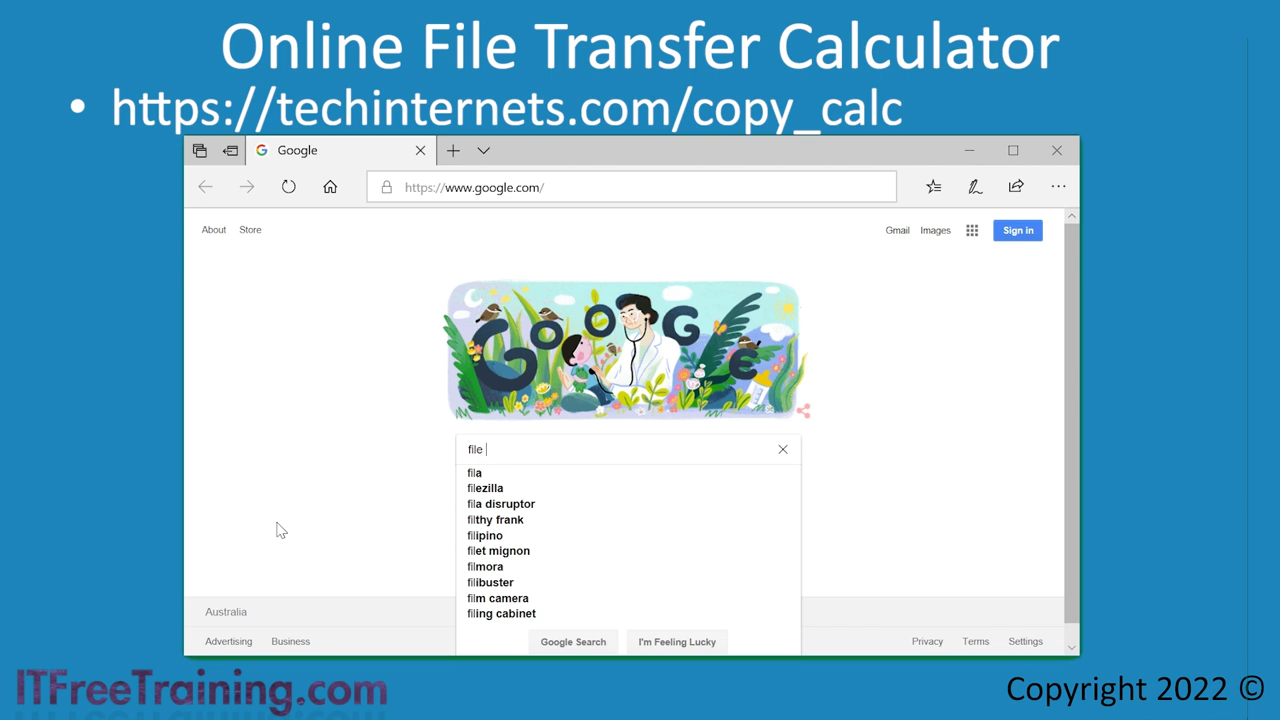 Online File Transfer Calculator
• https://techinternets.com/copy_calc
Google
https://www.google.com/
About Store
Gmail Images Sign in
GOOGLE
file
fila
filezilla
fila disruptor
filthy frank
filipino
filet mignon
filmora
filibuster
film camera
filing cabinet
Google Search I'm Feeling Lucky
Australia
Advertising Business
Privacy Terms Settings
ITFreeTraining.com
Copyright 2022 ©